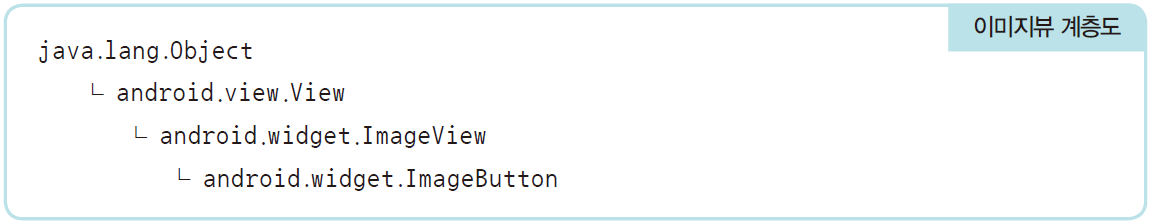 이미지뷰 계층도
java.lang.Object
└ android.view.View
└ android.widget.ImageView
└ android.widget.ImageButton